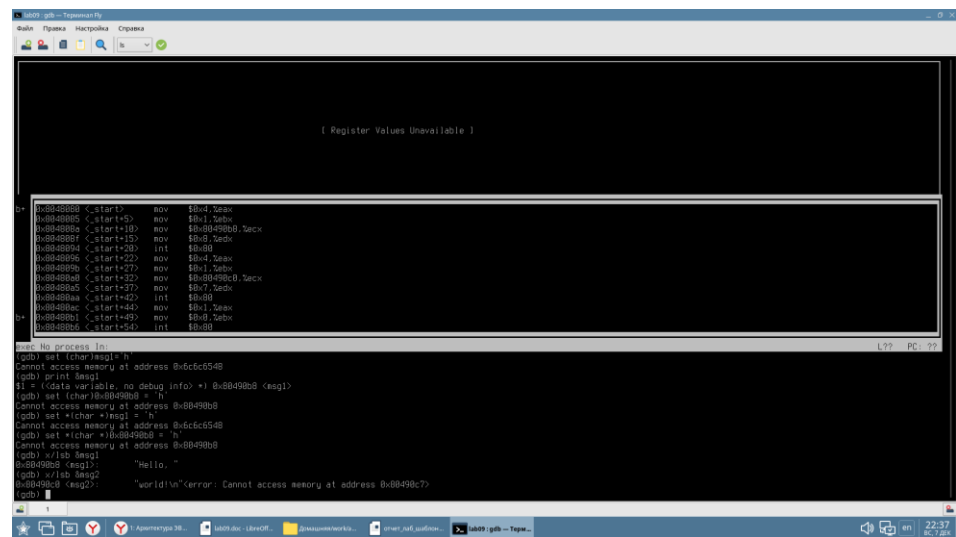 lab09 : gdb — Терминал Fly
Файл Правка Настройка Справка
ls
[ Register Values Unavailable ]
b+ 0x8048080 <_start> mov $0x4,%eax
0x8048085 <_start+5> mov $0x1,%ebx
0x804808a <_start+10> mov $0x80490b8,%ecx
0x804808f <_start+15> mov $0x8,%edx
0x8048094 <_start+20> int $0x80
0x8048096 <_start+22> mov $0x4,%eax
0x804809b <_start+27> mov $0x1,%ebx
0x80480a0 <_start+32> mov $0x80490c0,%ecx
0x80480a5 <_start+37> mov $0x7,%edx
0x80480aa <_start+42> int $0x80
0x80480ac <_start+44> mov $0x1,%eax
b+ 0x80480b1 <_start+49> mov $0x0,%ebx
0x80480b6 <_start+54> int $0x80
exec No process In: L?? PC: ??
(gdb) set (char)msg1='h'
Cannot access memory at address 0x6c6c6548
(gdb) print &msg1
$1 = (<data variable, no debug info> *) 0x80490b8 <msg1>
(gdb) set (char)0x80490b8 = 'h'
Cannot access memory at address 0x80490b8
(gdb) set *(char *)msg1 = 'h'
Cannot access memory at address 0x6c6c6548
(gdb) set *(char *)0x80490b8 = 'h'
Cannot access memory at address 0x80490b8
(gdb) x/1sb &msg1
0x80490b8 <msg1>: "Hello, "
(gdb) x/1sb &msg2
0x80490c0 <msg2>: "world!\n"<error: Cannot access memory at address 0x80490c7>
(gdb)
1
1: Архитектура ЭВ... lab09.doc - LibreOff... Домашняяworkla... отчет_лаб_шаблон... lab09 : gdb — Терм... en 22:37
ВС, 7 ДЕК